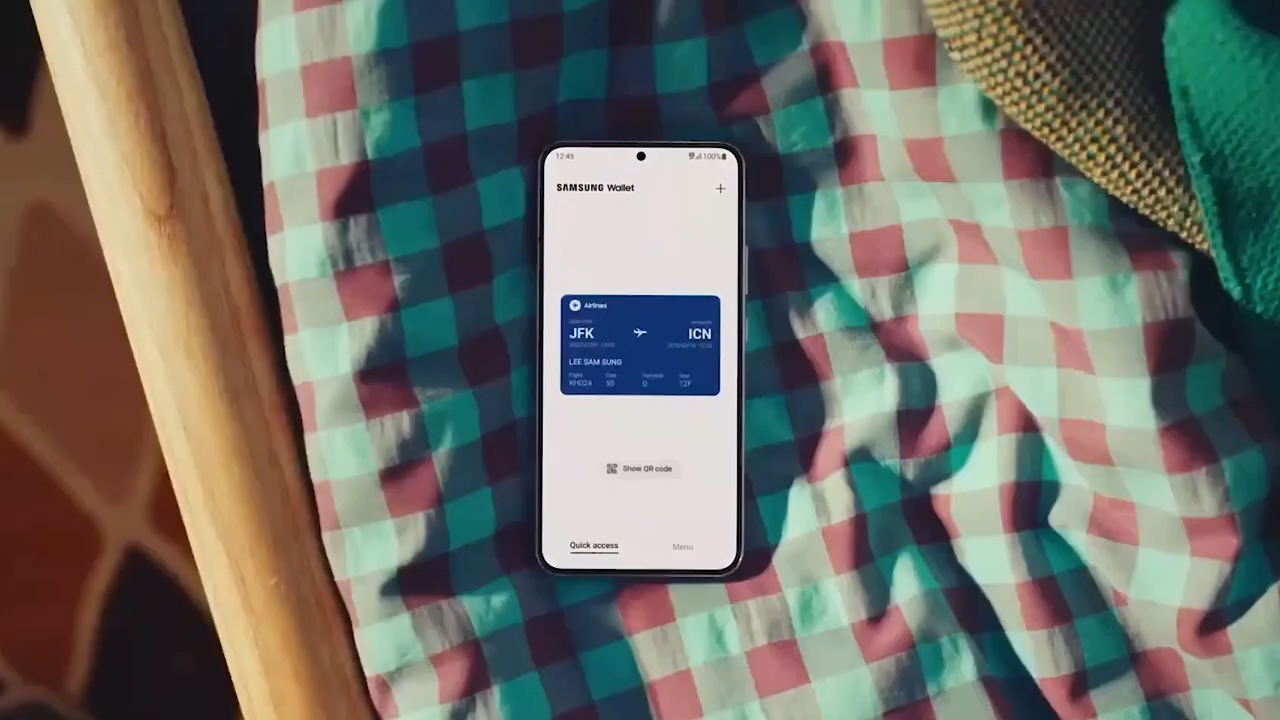 12:45 100%
SAMSUNG Wallet +
Airlines
JFK ICN
LEE SAM SUNG
Flight Gate Terminal Seat
KH024 55 D 12F
Show QR code
Quick access Menu